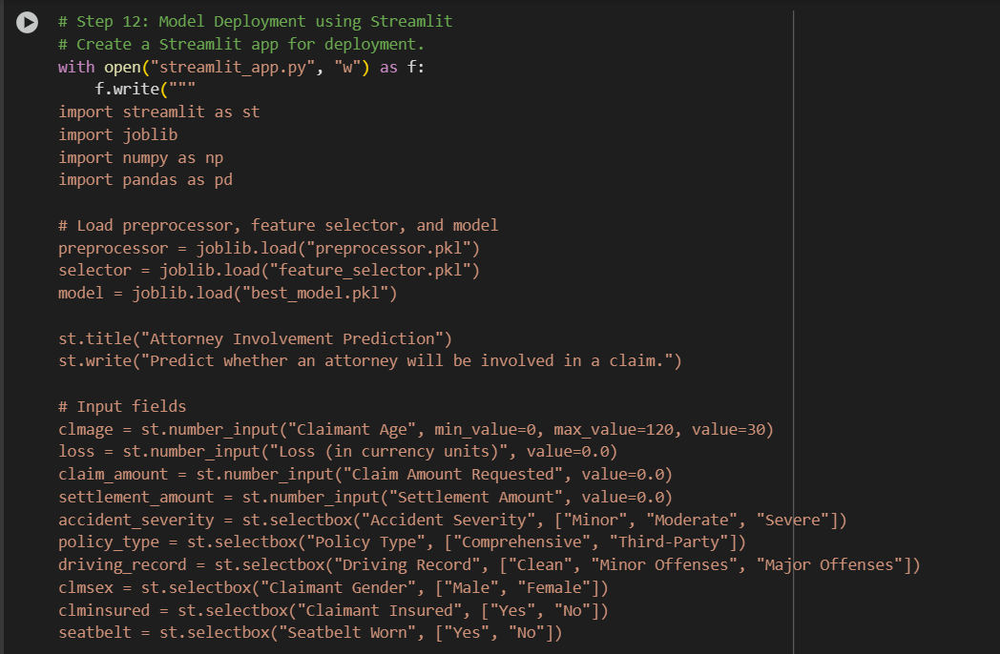 # Step 12: Model Deployment using Streamlit
# Create a Streamlit app for deployment.
with open("streamlit_app.py", "w") as f:
    f.write("""
import streamlit as st
import joblib
import numpy as np
import pandas as pd

# Load preprocessor, feature selector, and model
preprocessor = joblib.load("preprocessor.pkl")
selector = joblib.load("feature_selector.pkl")
model = joblib.load("best_model.pkl")

st.title("Attorney Involvement Prediction")
st.write("Predict whether an attorney will be involved in a claim.")

# Input fields
clmage = st.number_input("Claimant Age", min_value=0, max_value=120, value=30)
loss = st.number_input("Loss (in currency units)", value=0.0)
claim_amount = st.number_input("Claim Amount Requested", value=0.0)
settlement_amount = st.number_input("Settlement Amount", value=0.0)
accident_severity = st.selectbox("Accident Severity", ["Minor", "Moderate", "Severe"])
policy_type = st.selectbox("Policy Type", ["Comprehensive", "Third-Party"])
driving_record = st.selectbox("Driving Record", ["Clean", "Minor Offenses", "Major Offenses"])
clmsex = st.selectbox("Claimant Gender", ["Male", "Female"])
clminsured = st.selectbox("Claimant Insured", ["Yes", "No"])
seatbelt = st.selectbox("Seatbelt Worn", ["Yes", "No"])